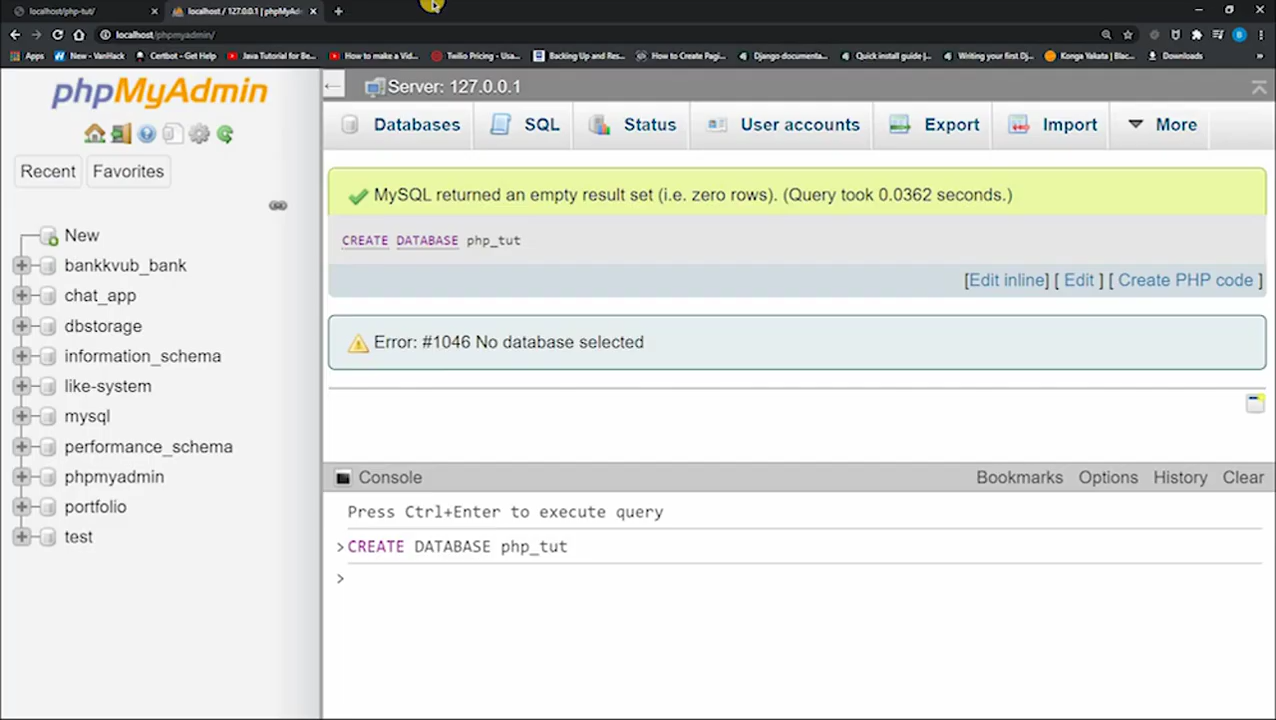 localhost/php-tut/
localhost / 127.0.0.1 | phpMyAd
localhost/phpmyadmin/
Apps
New - VanHack
Certbot - Get Help
Java Tutorial for Be...
How to make a Vid...
Twilio Pricing - Usa...
Backing Up and Res...
How to Create Pagi...
Django documenta...
Quick install guide |...
Writing your first Dj...
Konga Yakata | Blac...
Downloads
phpMyAdmin
Recent
Favorites
New
bankkvub_bank
chat_app
dbstorage
information_schema
like-system
mysql
performance_schema
phpmyadmin
portfolio
test
Server: 127.0.0.1
Databases
SQL
Status
User accounts
Export
Import
More
MySQL returned an empty result set (i.e. zero rows). (Query took 0.0362 seconds.)
CREATE DATABASE php_tut
[Edit inline] [ Edit ] [ Create PHP code ]
Error: #1046 No database selected
Console
Bookmarks
Options
History
Clear
Press Ctrl+Enter to execute query
>CREATE DATABASE php_tut
>